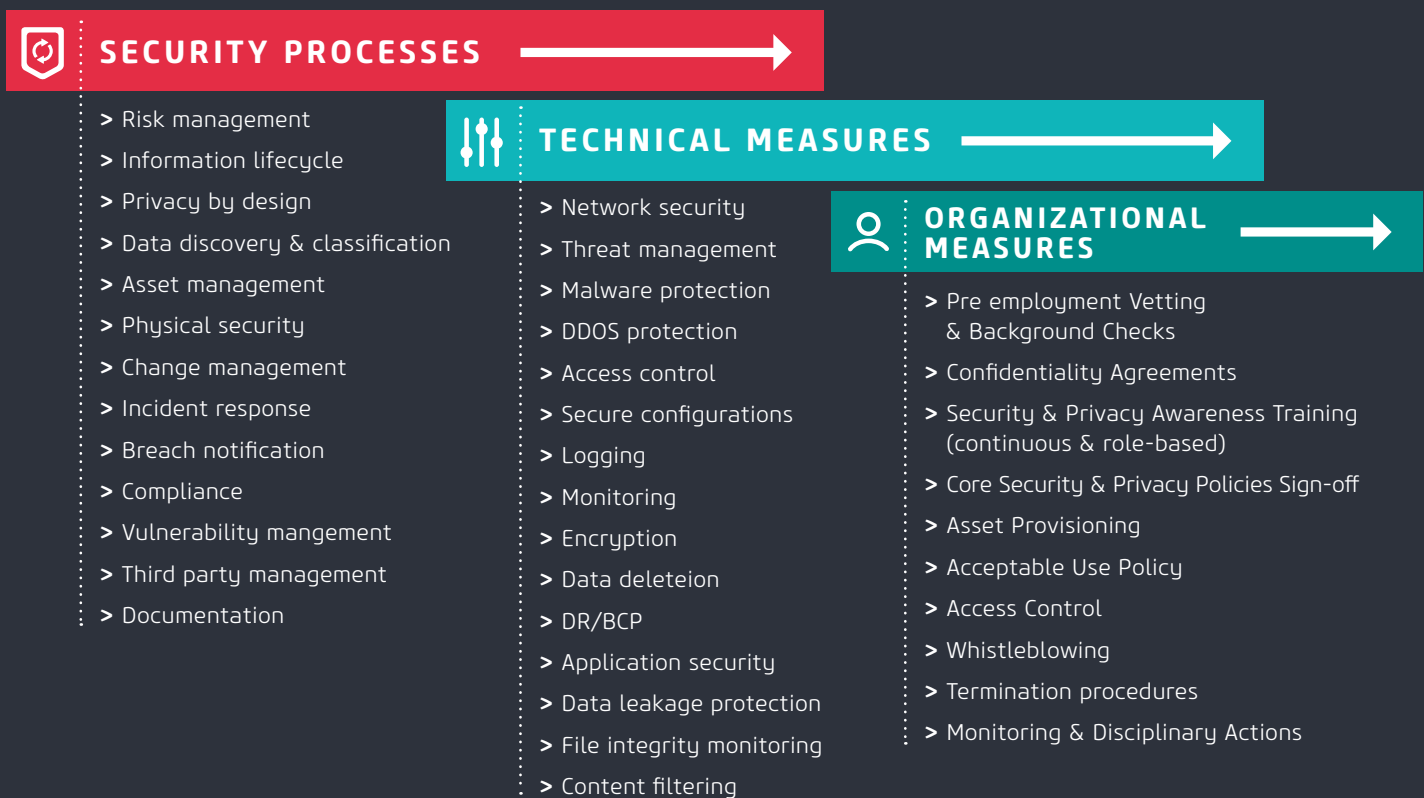 SECURITY PROCESSES
> Risk management
> Information lifecycle
> Privacy by design
> Data discovery & classification
> Asset management
> Physical security
> Change management
> Incident response
> Breach notification
> Compliance
> Vulnerability mangement
> Third party management
> Documentation
TECHNICAL MEASURES
> Network security
> Threat management
> Malware protection
> DDOS protection
> Access control
> Secure configurations
> Logging
> Monitoring
> Encryption
> Data deleteion
> DR/BCP
> Application security
> Data leakage protection
> File integrity monitoring
> Content filtering
ORGANIZATIONAL
MEASURES
> Pre employment Vetting
& Background Checks
> Confidentiality Agreements
> Security & Privacy Awareness Training
(continuous & role-based)
> Core Security & Privacy Policies Sign-off
> Asset Provisioning
> Acceptable Use Policy
> Access Control
> Whistleblowing
> Termination procedures
> Monitoring & Disciplinary Actions